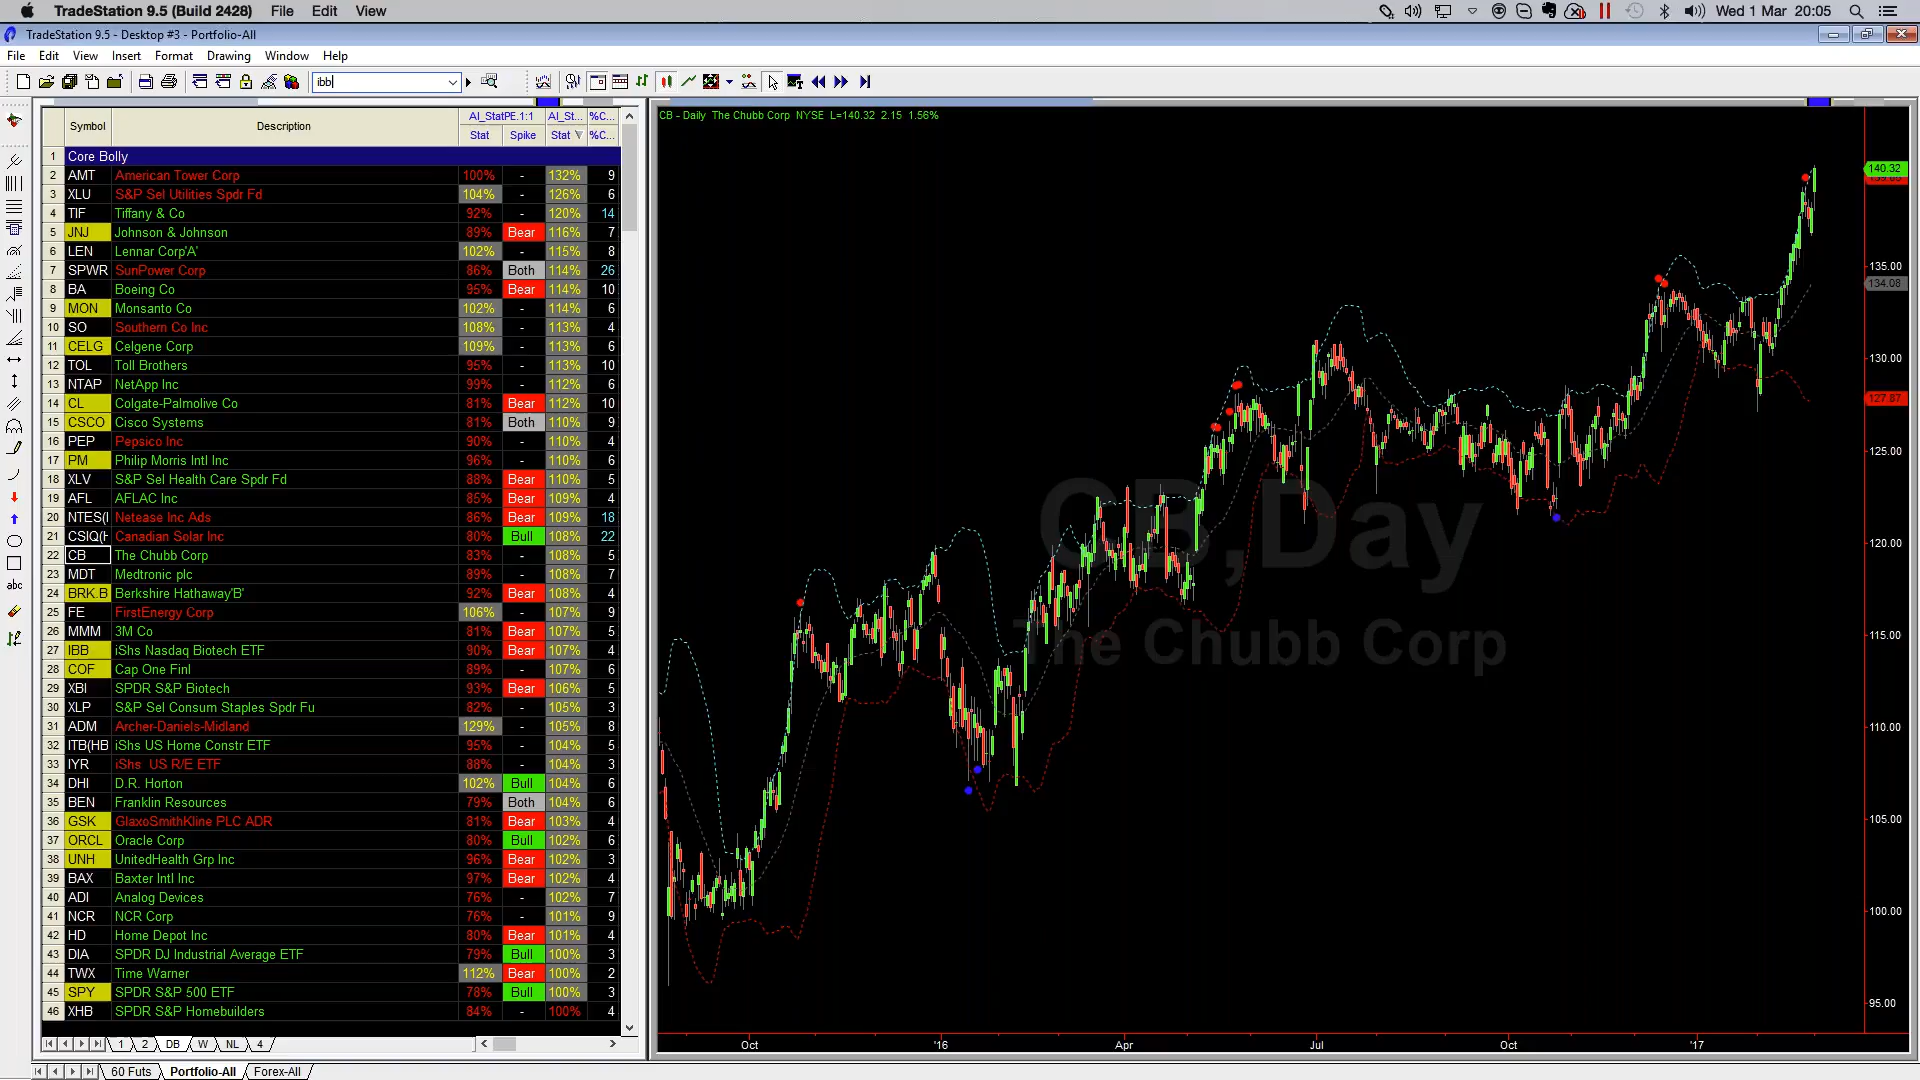 TradeStation 9.5 (Build 2428) File Edit View Wed 1 Mar 20:05
TradeStation 9.5 - Desktop #3 - Portfolio-All
File Edit View Insert Format Drawing Window Help
ibb
Symbol Description AI_StatPE.1:1 AI_St... %C...
Stat Spike Stat %C...
1 Core Bolly
2 AMT American Tower Corp 100% - 132% 9
3 XLU S&P Sel Utilities Spdr Fd 104% - 126% 6
4 TIF Tiffany & Co 92% - 120% 14
5 JNJ Johnson & Johnson 89% Bear 116% 7
6 LEN Lennar Corp'A' 102% - 115% 8
7 SPWR SunPower Corp 86% Both 114% 26
8 BA Boeing Co 95% Bear 114% 10
9 MON Monsanto Co 102% - 114% 6
10 SO Southern Co Inc 108% - 113% 4
11 CELG Celgene Corp 109% - 113% 6
12 TOL Toll Brothers 95% - 113% 10
13 NTAP NetApp Inc 99% - 112% 6
14 CL Colgate-Palmolive Co 81% Bear 112% 10
15 CSCO Cisco Systems 81% Both 110% 9
16 PEP Pepsico Inc 90% - 110% 4
17 PM Philip Morris Intl Inc 96% - 110% 6
18 XLV S&P Sel Health Care Spdr Fd 88% Bear 110% 5
19 AFL AFLAC Inc 85% Bear 109% 4
20 NTES(I Netease Inc Ads 86% Bear 109% 18
21 CSIQ(H Canadian Solar Inc 80% Bull 108% 22
22 CB The Chubb Corp 83% - 108% 5
23 MDT Medtronic plc 89% - 108% 7
24 BRK.B Berkshire Hathaway'B' 92% Bear 108% 4
25 FE FirstEnergy Corp 106% - 107% 9
26 MMM 3M Co 81% Bear 107% 5
27 IBB iShs Nasdaq Biotech ETF 90% Bear 107% 4
28 COF Cap One Finl 89% - 107% 6
29 XBI SPDR S&P Biotech 93% Bear 106% 5
30 XLP S&P Sel Consum Staples Spdr Fu 82% - 105% 3
31 ADM Archer-Daniels-Midland 129% - 105% 8
32 ITB(HB iShs US Home Constr ETF 95% - 104% 5
33 IYR iShs US R/E ETF 88% - 104% 3
34 DHI D.R. Horton 102% Bull 104% 6
35 BEN Franklin Resources 79% Both 104% 6
36 GSK GlaxoSmithKline PLC ADR 81% Bear 103% 4
37 ORCL Oracle Corp 80% Bull 102% 6
38 UNH UnitedHealth Grp Inc 96% Bear 102% 3
39 BAX Baxter Intl Inc 97% Bear 102% 4
40 ADI Analog Devices 76% - 102% 7
41 NCR NCR Corp 76% - 101% 9
42 HD Home Depot Inc 80% Bear 101% 4
43 DIA SPDR DJ Industrial Average ETF 79% Bull 100% 3
44 TWX Time Warner 112% Bear 100% 2
45 SPY SPDR S&P 500 ETF 78% Bull 100% 3
46 XHB SPDR S&P Homebuilders 84% - 100% 4
1 2 DB W NL 4
60 Futs Portfolio-All Forex-All
abc
CB - Daily The Chubb Corp NYSE L=140.32 2.15 1.56%
CB,Day
The Chubb Corp
140.32
135.00
134.08
130.00
127.87
125.00
120.00
115.00
110.00
105.00
100.00
95.00
Oct '16 Apr Jul Oct '17